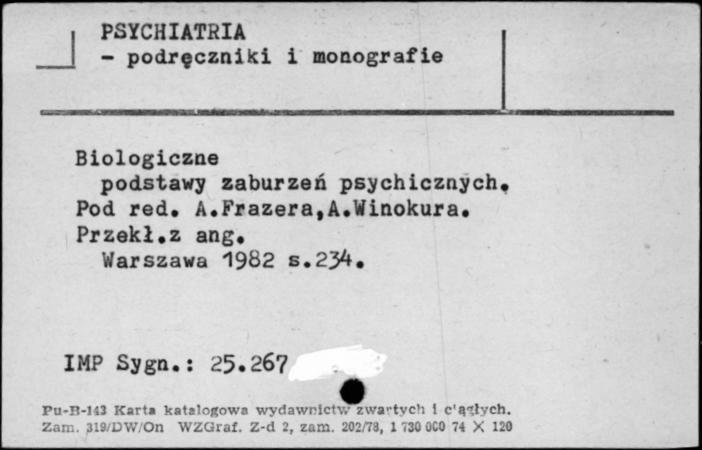 PSYCHIATRIA
- podręczniki i monografie
Biologiczne
podstawy zaburzeń psychicznych.
Pod red. A.Frazera,A.Winokura.
Przekł.z ang.
Warszawa 1982 s.234.
IMP Sygn.: 25.267
Pu-B-143 Karta katalogowa wydawnictw zwartych i c'ągłych.
Zam. 319/DW/On WZGraf. Z-d 2, zam. 202/78, 1 730 000 74 X 120